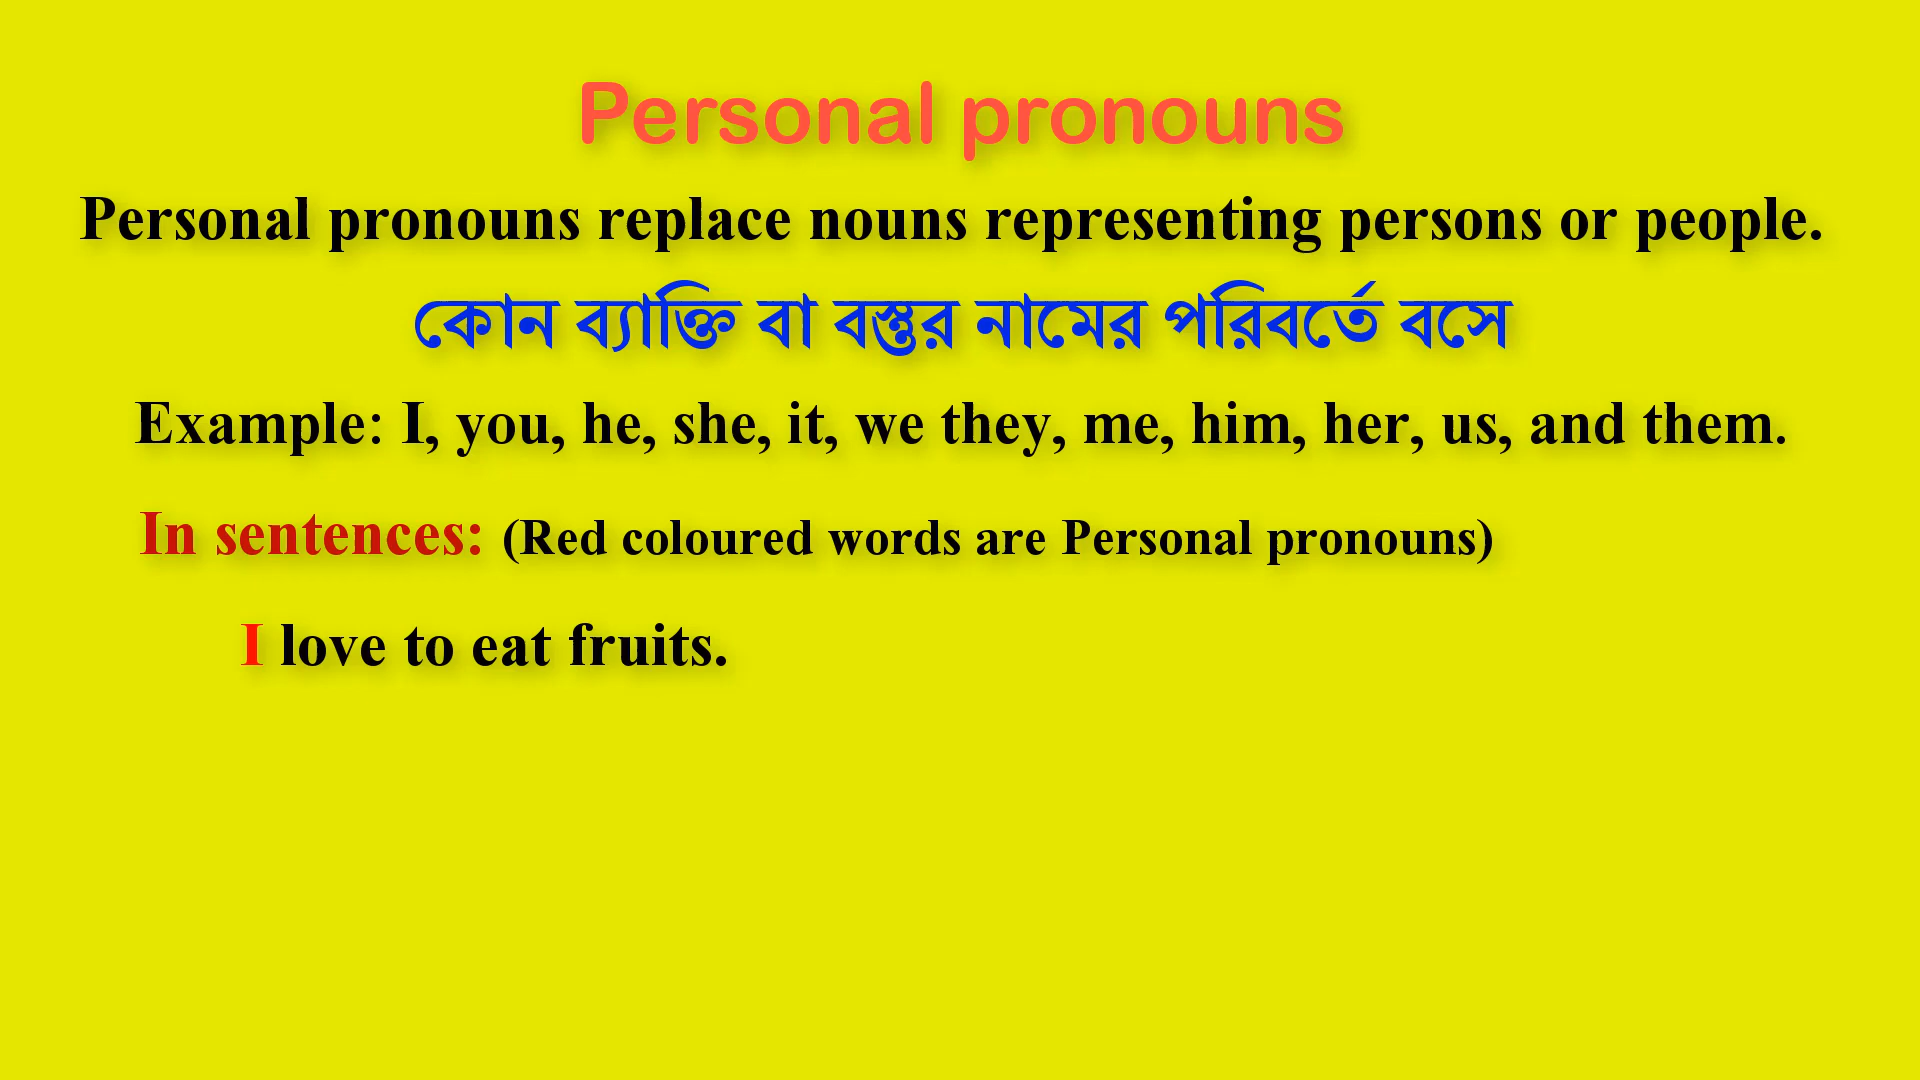 Personal pronouns
Personal pronouns replace nouns representing persons or people.
কোন ব্যাক্তি বা বস্তুর নামের পরিবর্তে বসে
Example: I, you, he, she, it, we they, me, him, her, us, and them.
In sentences: (Red coloured words are Personal pronouns)
I love to eat fruits.